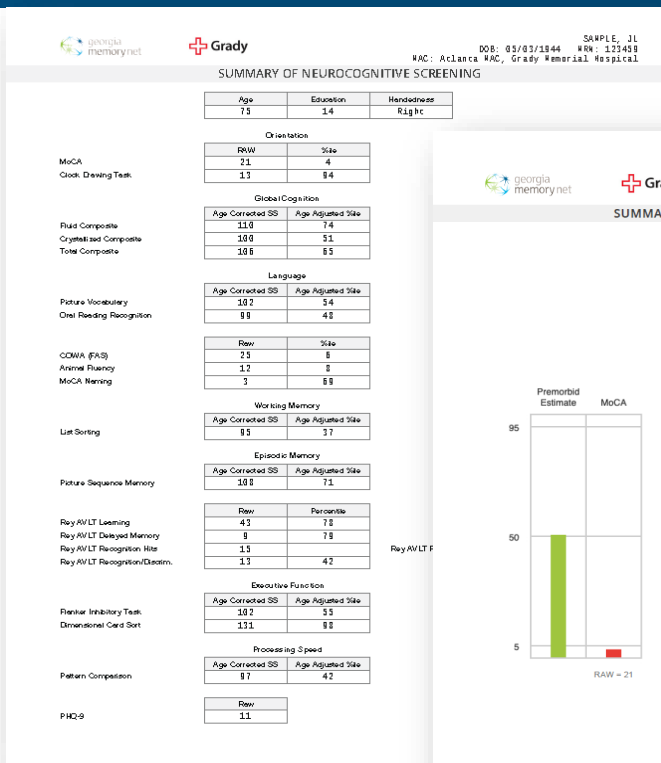 georgia
memorynet
Grady
SAMPLE, JL
DOB: 05/03/1944 MRN: 123459
MAC: Atlanta MAC, Grady Memorial Hospital
SUMMARY OF NEUROCOGNITIVE SCREENING
Age Education Handedness
75 14 Right
Orientation
RAW %ile
MoCA 21 4
Clock Drawing Task 13 94
Global Cognition
Age Corrected SS Age Adjusted %ile
Fluid Composite 110 74
Crystallized Composite 100 51
Total Composite 106 65
Language
Age Corrected SS Age Adjusted %ile
Picture Vocabulary 102 54
Oral Reading Recognition 99 48
Raw %ile
COWA (FAS) 25 6
Animal Fluency 12 8
MoCA Naming 3 69
Working Memory
Age Corrected SS Age Adjusted %ile
List Sorting 95 37
Episodic Memory
Age Corrected SS Age Adjusted %ile
Picture Sequence Memory 108 71
Raw Percentile
Rey AVLT Learning 43 78
Rey AVLT Delayed Memory 9 79
Rey AVLT Recognition Hits 15 Rey AVLT F
Rey AVLT Recognition/Discrim. 13 42
Executive Function
Age Corrected SS Age Adjusted %ile
Flanker Inhibitory Task 102 55
Dimensional Card Sort 131 98
Processing Speed
Age Corrected SS Age Adjusted %ile
Pattern Comparison 97 42
Raw
PHQ-9 11
georgia
memorynet
Gra
SUMMA
Premorbid
Estimate MoCA
95
50
5
RAW = 21